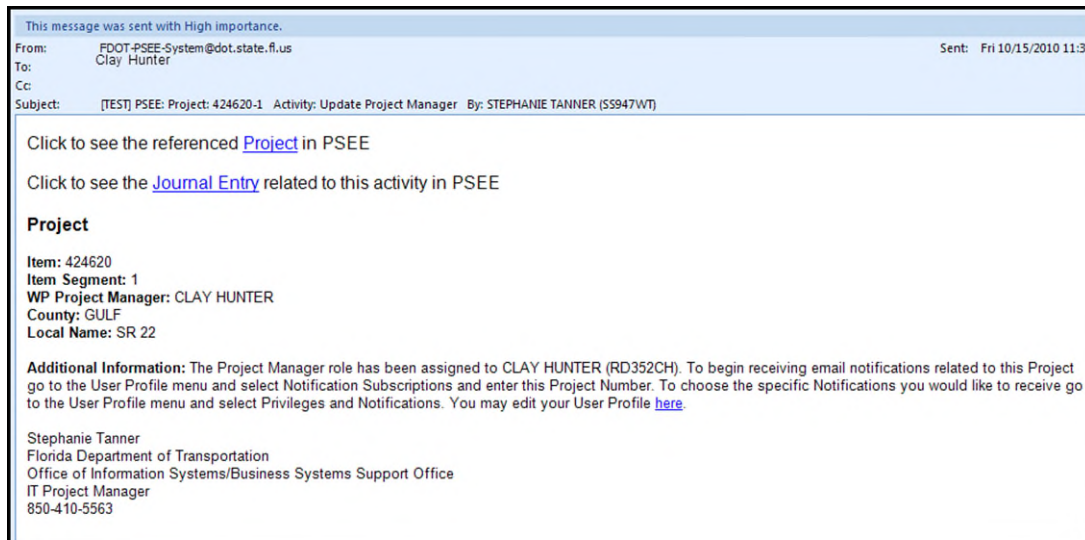 This message was sent with High importance.
From: FDOT-PSEE-System@dot.state.fl.us Sent: Fri 10/15/2010 11:3
To: Clay Hunter
Cc:
Subject: [TEST] PSEE: Project: 424620-1 Activity: Update Project Manager By: STEPHANIE TANNER (SS947WT)
Click to see the referenced Project in PSEE
Click to see the Journal Entry related to this activity in PSEE
Project
Item: 424620
Item Segment: 1
WP Project Manager: CLAY HUNTER
County: GULF
Local Name: SR 22
Additional Information: The Project Manager role has been assigned to CLAY HUNTER (RD352CH). To begin receiving email notifications related to this Project
go to the User Profile menu and select Notification Subscriptions and enter this Project Number. To choose the specific Notifications you would like to receive go
to the User Profile menu and select Privileges and Notifications. You may edit your User Profile here.
Stephanie Tanner
Florida Department of Transportation
Office of Information Systems/Business Systems Support Office
IT Project Manager
850-410-5563